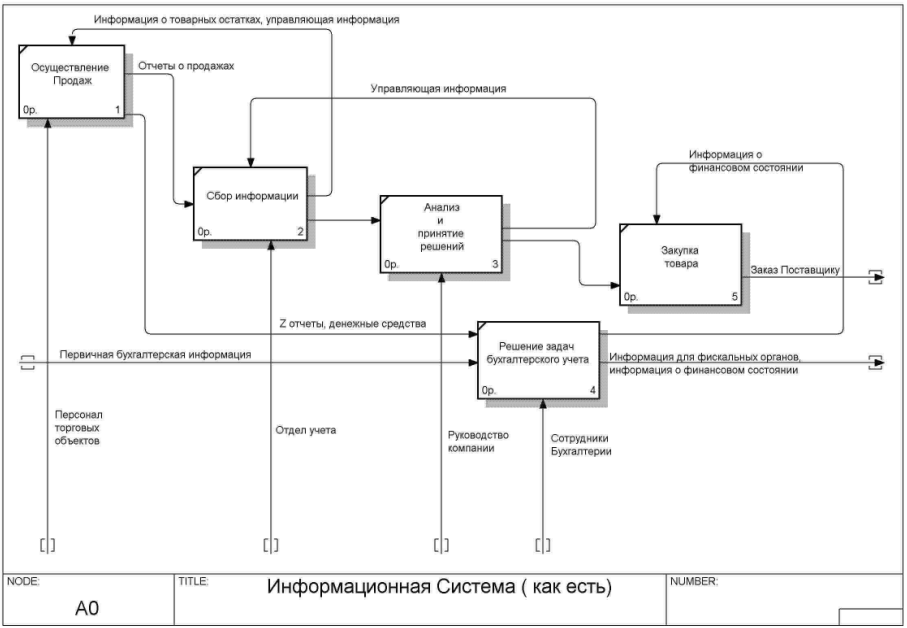 Информация о товарных остатках, управляющая информация
Осуществление
Продаж
0р.
1
Отчеты о продажах
Управляющая информация
Сбор информации
0р.
2
Анализ
и
принятие
решений
0р.
3
Информация о
финансовом состоянии
Закупка
товара
0р.
5
Заказ Поставщику
Z отчеты, денежные средства
Первичная бухгалтерская информация
Решение задач
бухгалтерского учета
0р.
4
Информация для фискальных органов,
информация о финансовом состоянии
Персонал
торговых
объектов
Отдел учета
Руководство
компании
Сотрудники
Бухгалтерии
NODE:
A0
TITLE:
Информационная Система ( как есть)
NUMBER: